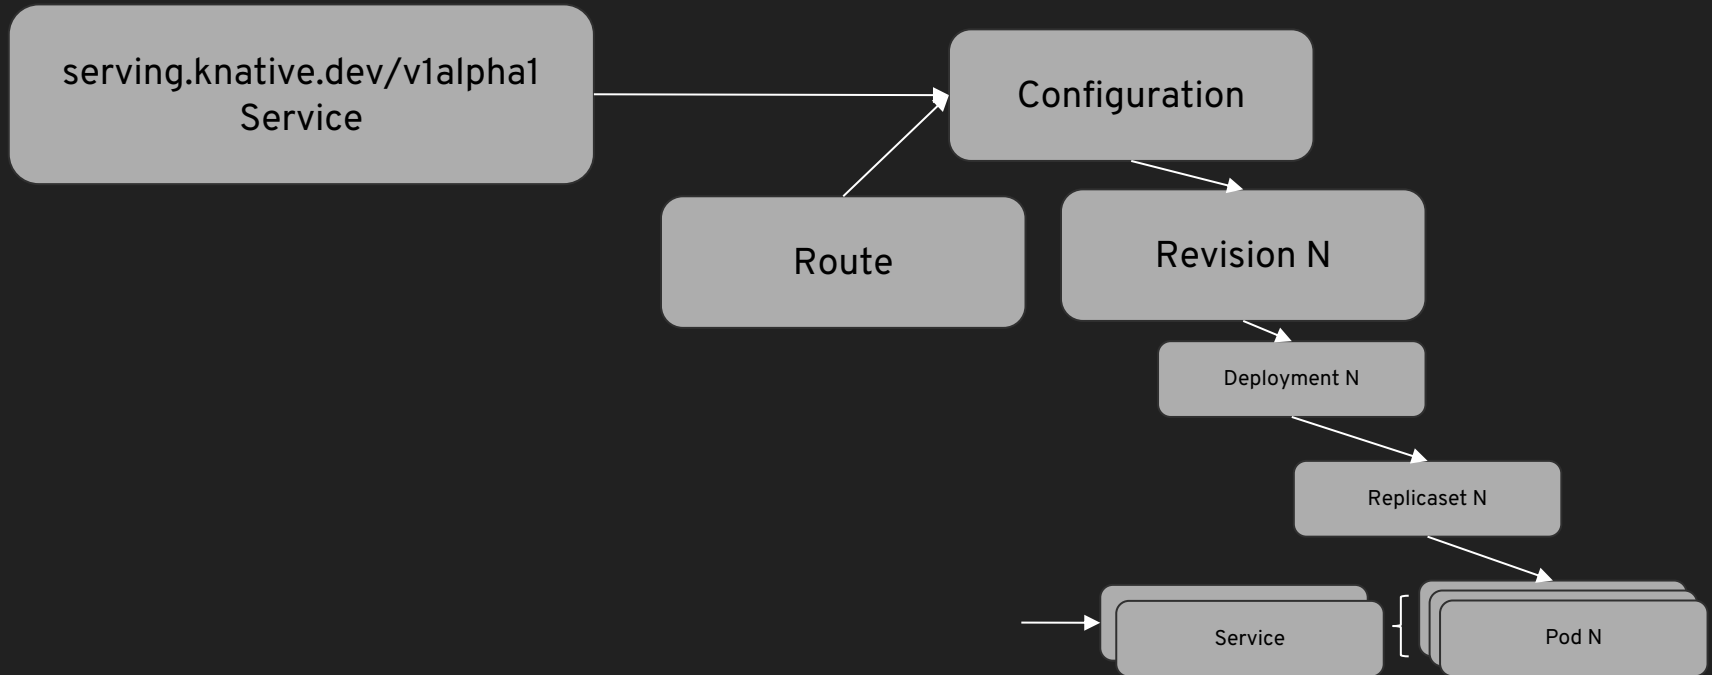 serving.knative.dev/v1alpha1
Service
Configuration
Route
Revision N
Deployment N
Replicaset N
Service
Pod N